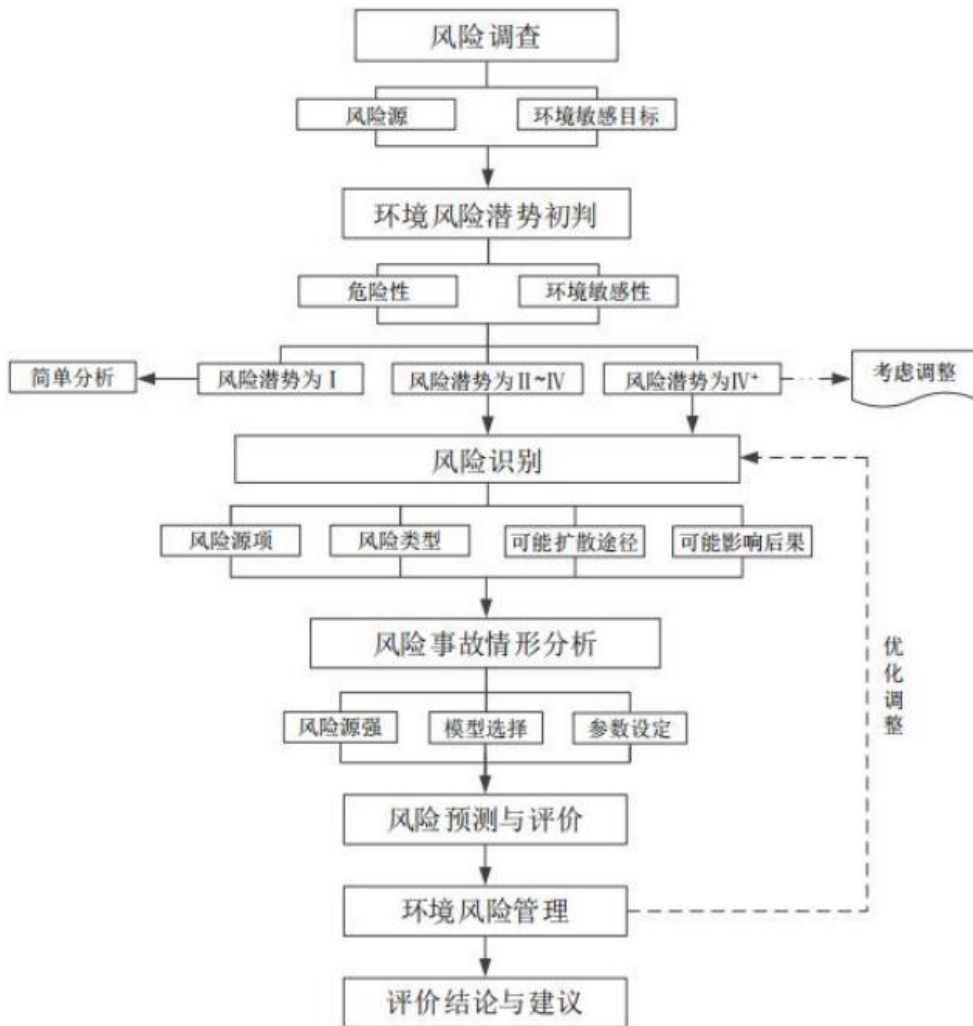 风险调查
风险源
环境敏感目标
环境风险潜势初判
危险性
环境敏感性
简单分析
风险潜势为Ⅰ
风险潜势为Ⅱ~Ⅳ
风险潜势为Ⅳ⁺
考虑调整
风险识别
风险源项
风险类型
可能扩散途径
可能影响后果
风险事故情形分析
优化调整
风险源强
模型选择
参数设定
风险预测与评价
环境风险管理
评价结论与建议